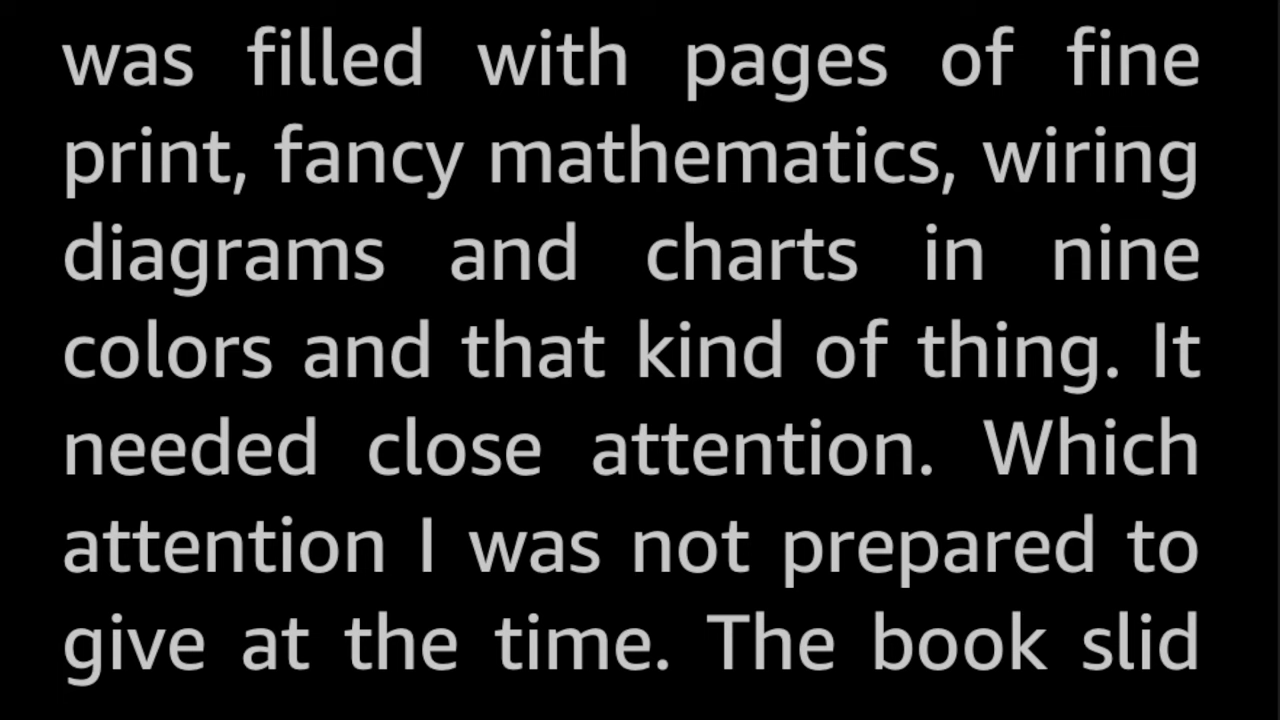 was filled with pages of fine
print, fancy mathematics, wiring
diagrams and charts in nine
colors and that kind of thing. It
needed close attention. Which
attention I was not prepared to
give at the time. The book slid